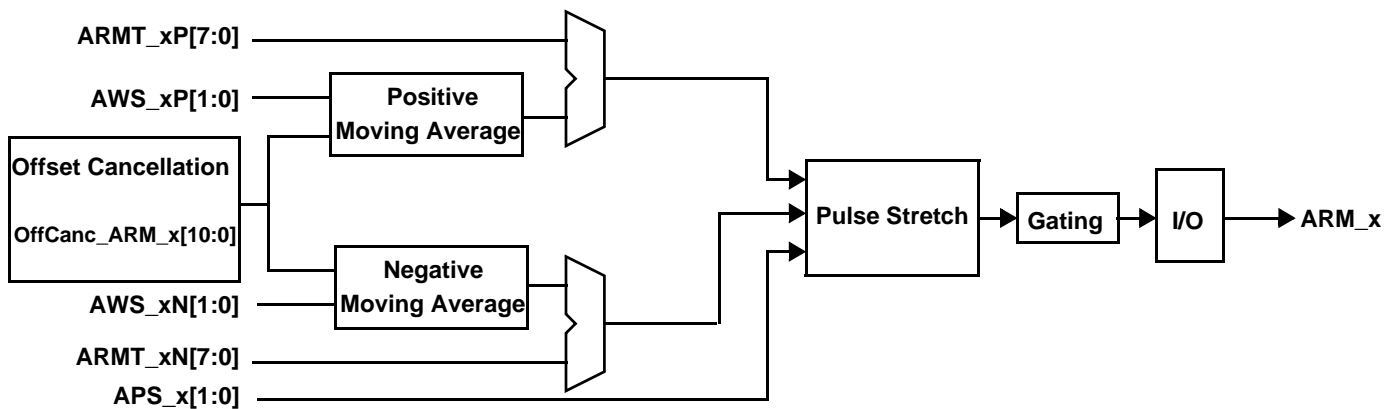 ARMT_xP[7:0]
AWS_xP[1:0]
Positive
Moving Average
Offset Cancellation
OffCanc_ARM_x[10:0]
Pulse Stretch
Gating
I/O
ARM_x
Negative
Moving Average
AWS_xN[1:0]
ARMT_xN[7:0]
APS_x[1:0]